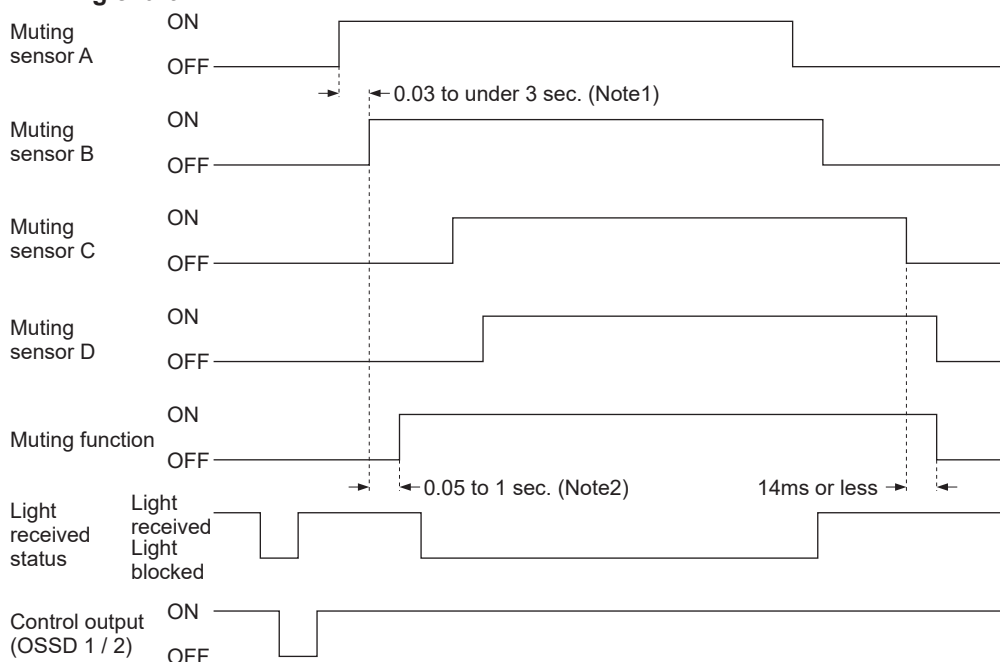 Muting
sensor A
ON
OFF
0.03 to under 3 sec. (Note1)
Muting
sensor B
ON
OFF
Muting
sensor C
ON
OFF
Muting
sensor D
ON
OFF
Muting function
ON
OFF
0.05 to 1 sec. (Note2)
14ms or less
Light
received
status
Light
received
Light
blocked
Control output
(OSSD 1 / 2)
ON
OFF